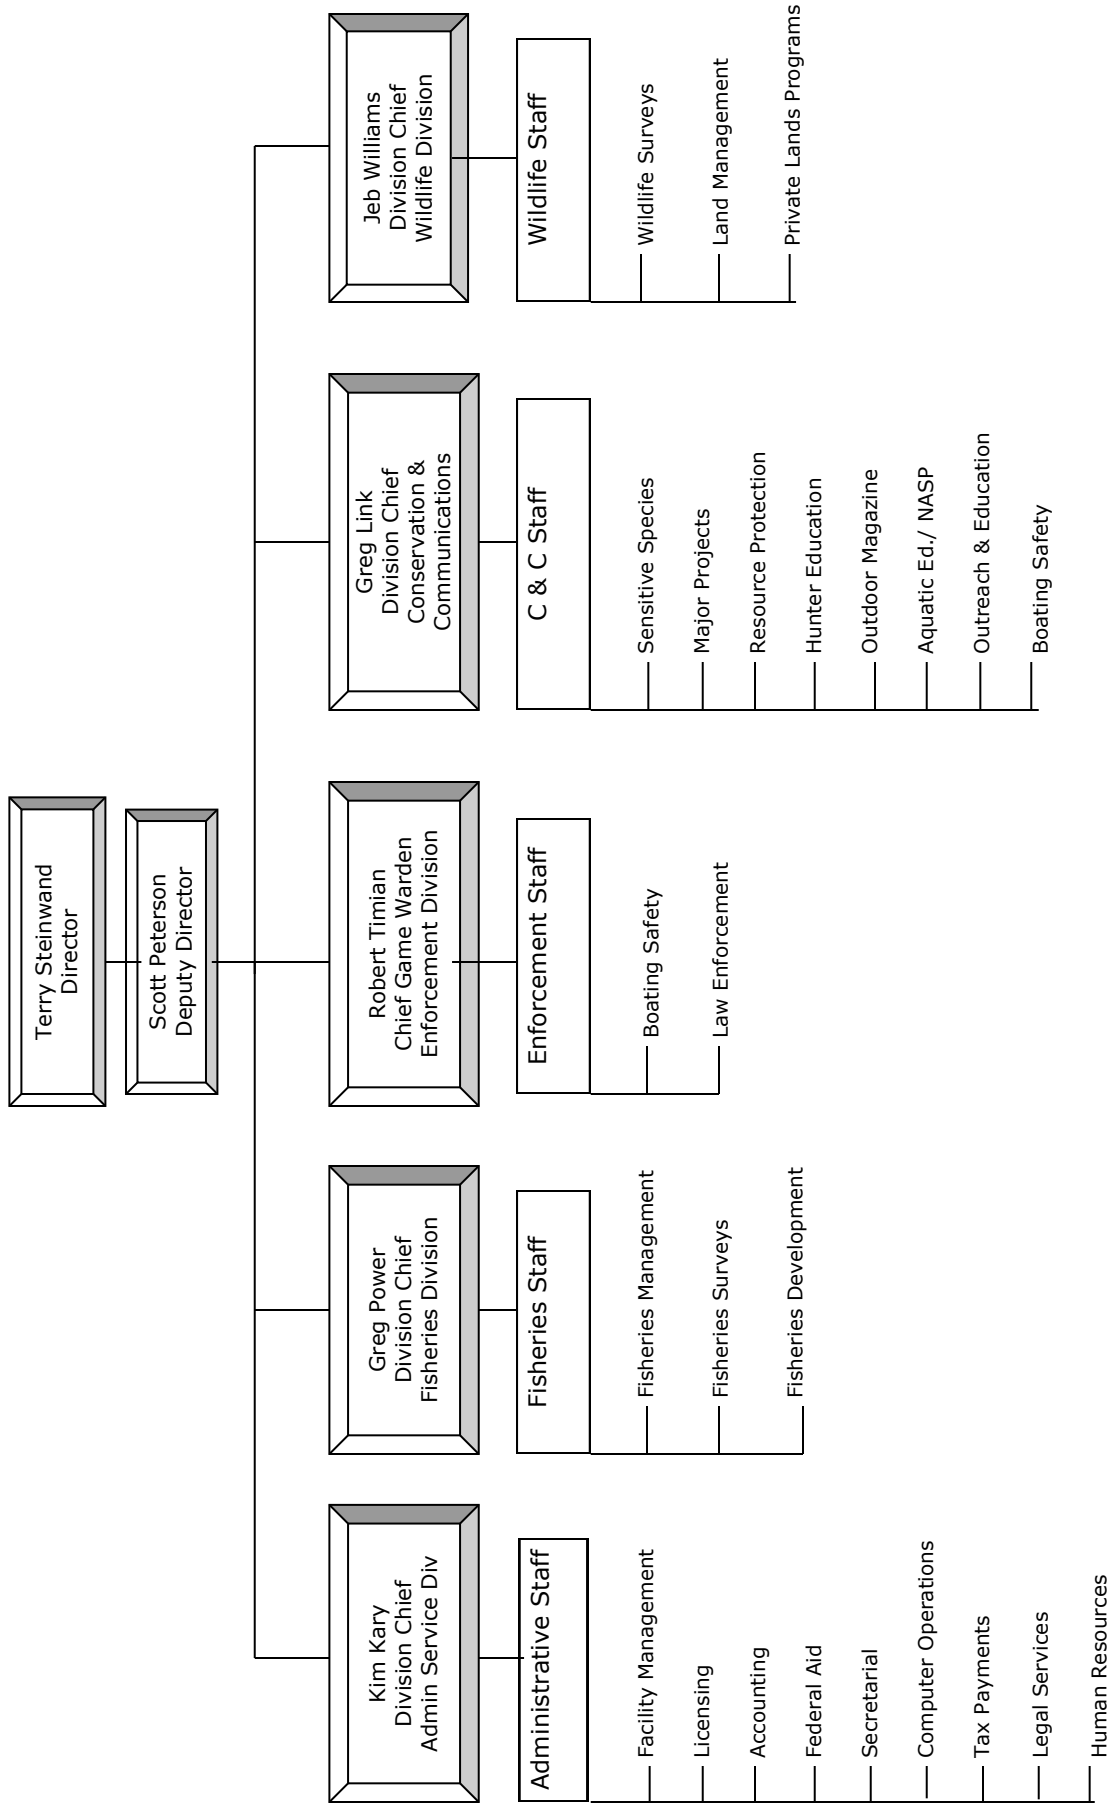 Terry Steinwand
Director
Scott Peterson
Deputy Director
Kim Kary
Division Chief
Admin Service Div
Administrative Staff
Facility Management
Licensing
Accounting
Federal Aid
Secretarial
Computer Operations
Tax Payments
Legal Services
Human Resources
Greg Power
Division Chief
Fisheries Division
Fisheries Staff
Fisheries Management
Fisheries Surveys
Fisheries Development
Robert Timian
Chief Game Warden
Enforcement Division
Enforcement Staff
Boating Safety
Law Enforcement
Greg Link
Division Chief
Conservation &
Communications
C & C Staff
Sensitive Species
Major Projects
Resource Protection
Hunter Education
Outdoor Magazine
Aquatic Ed./ NASP
Outreach & Education
Boating Safety
Jeb Williams
Division Chief
Wildlife Division
Wildlife Staff
Wildlife Surveys
Land Management
Private Lands Programs